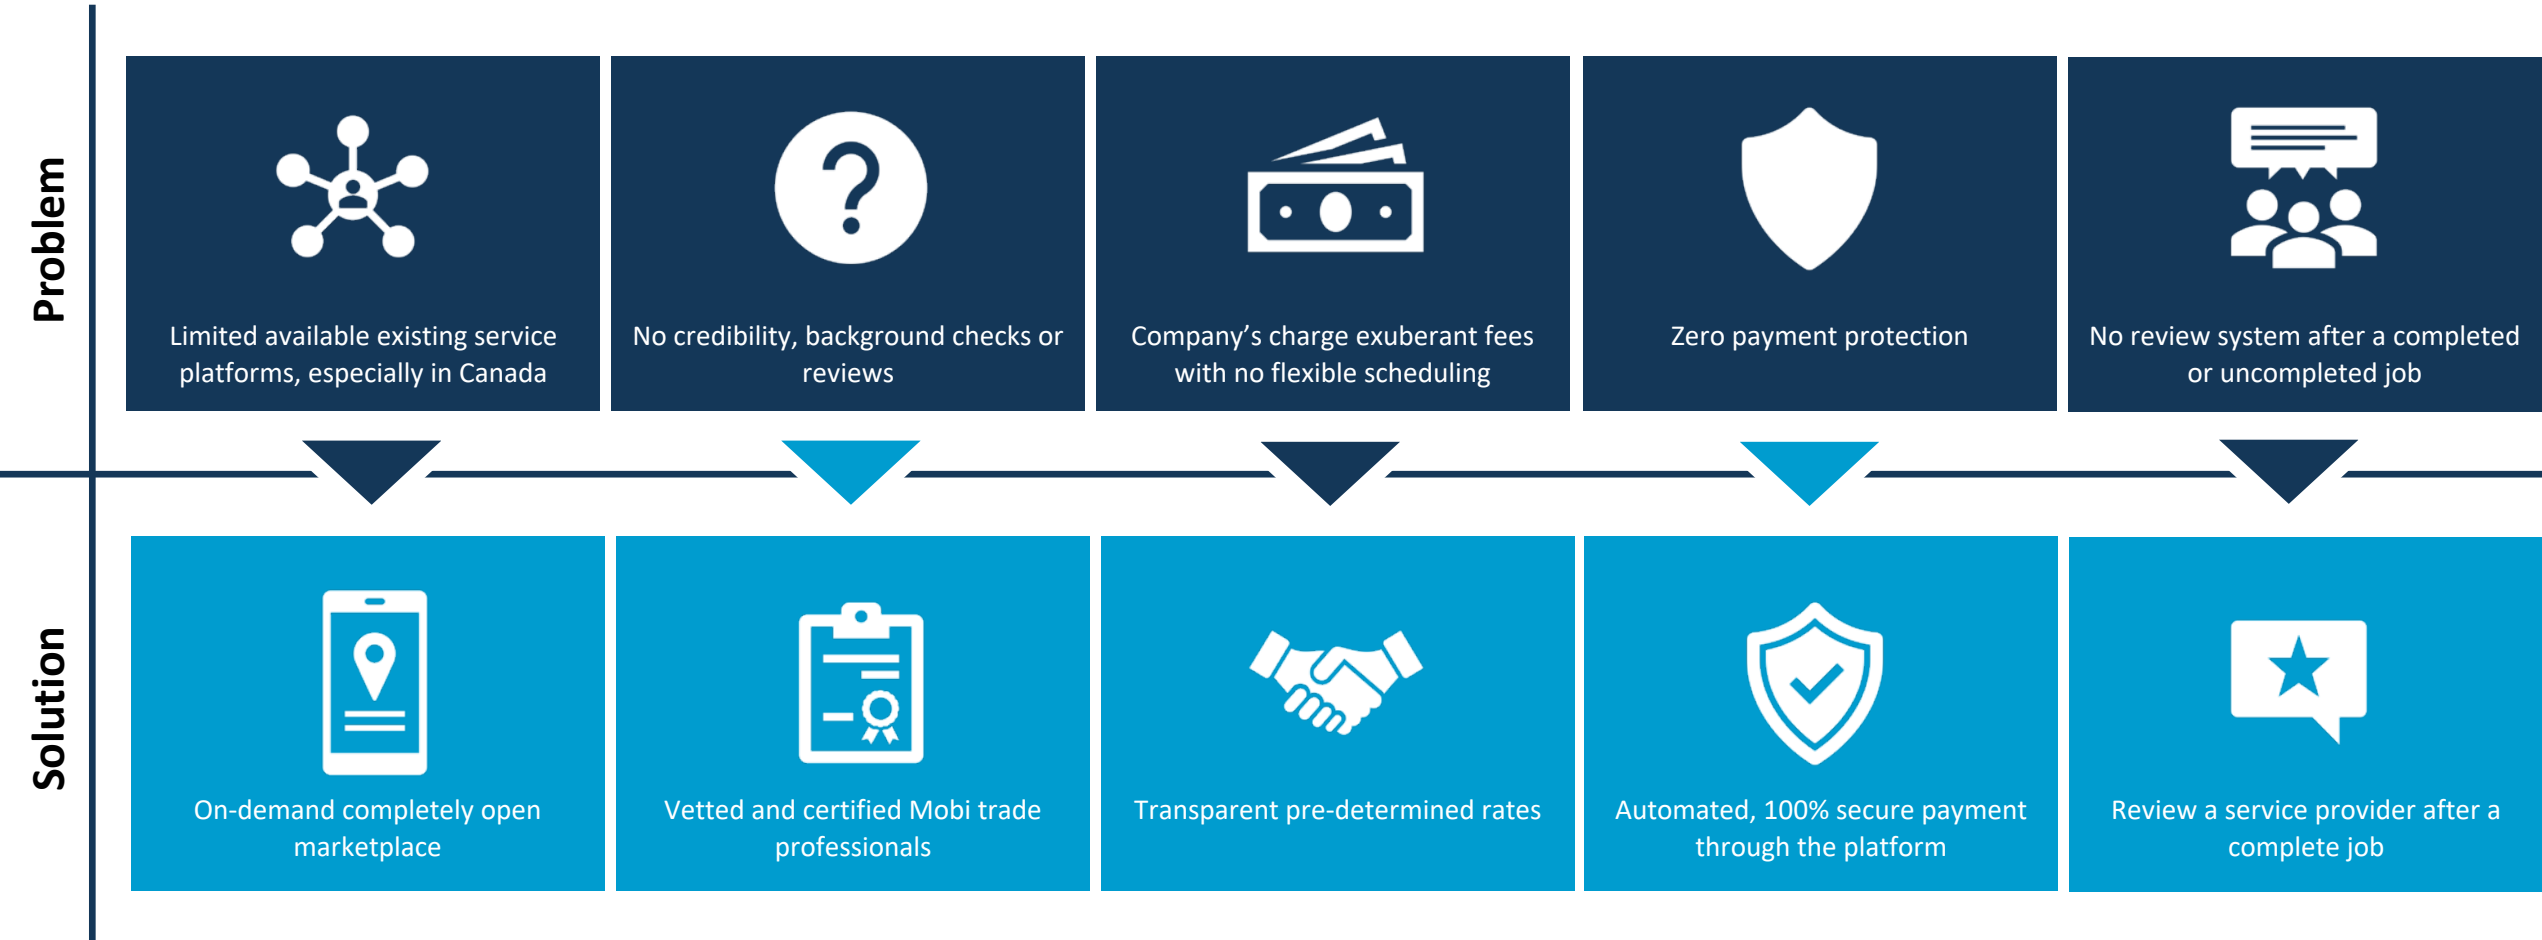 Problem
Limited available existing service
platforms, especially in Canada
No credibility, background checks or
reviews
Company’s charge exuberant fees
with no flexible scheduling
Zero payment protection
No review system after a completed
or uncompleted job
Solution
On-demand completely open
marketplace
Vetted and certified Mobi trade
professionals
Transparent pre-determined rates
Automated, 100% secure payment
through the platform
Review a service provider after a
complete job